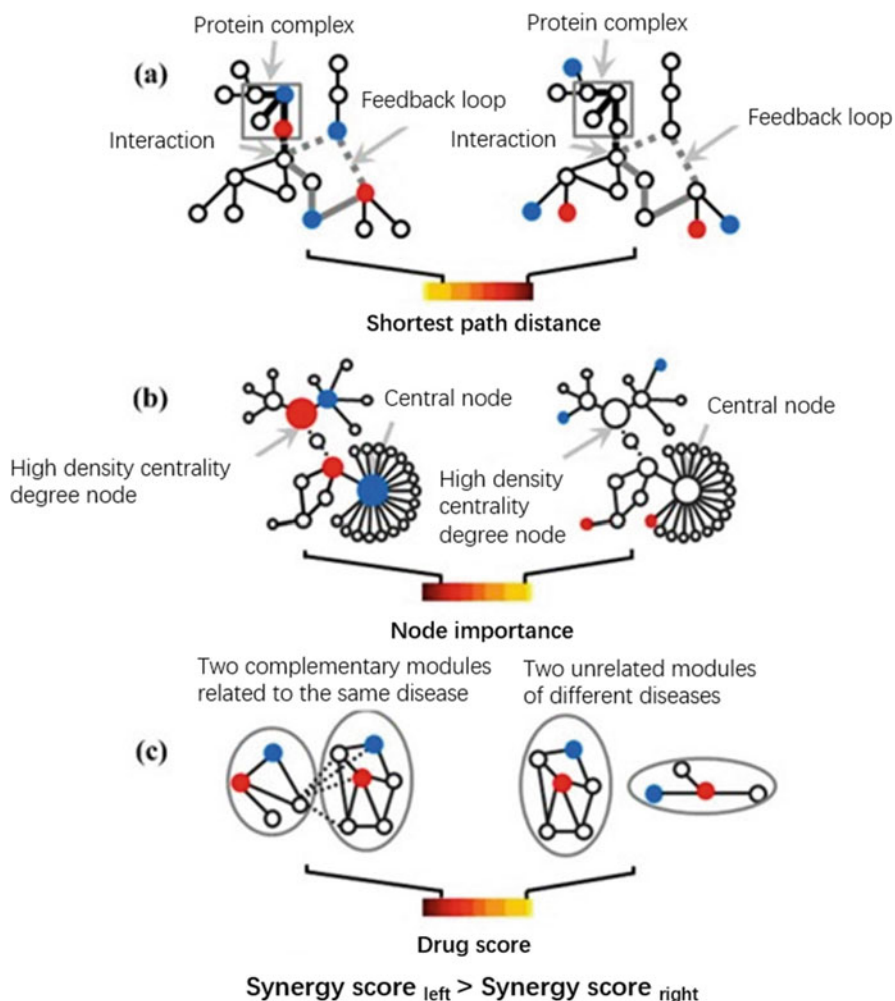 Protein complex
Protein complex
(a)
Feedback loop
Feedback loop
Interaction
Interaction
Shortest path distance
(b)
Central node
Central node
High density centrality
degree node
High density
centrality
degree node
Node importance
Two complementary modules
related to the same disease
Two unrelated modules
of different diseases
(c)
Drug score
Synergy score left > Synergy score right